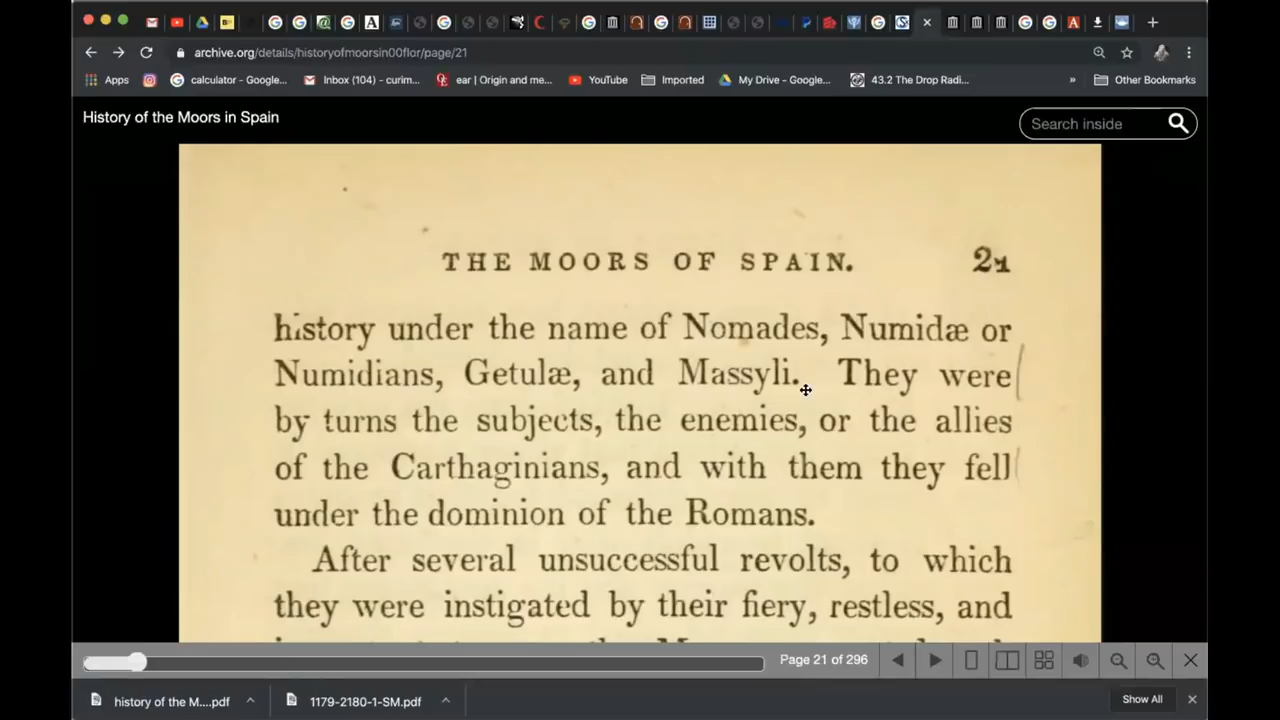 archive.org/details/historyofmoorsin00flor/page/21
Apps
calculator - Google...
Inbox (104) - curim...
ear | Origin and me...
YouTube
Imported
My Drive - Google...
43.2 The Drop Radi...
»
Other Bookmarks
History of the Moors in Spain
Search inside
THE MOORS OF SPAIN. 21
history under the name of Nomades, Numidæ or
Numidians, Getulæ, and Massyli. They were
by turns the subjects, the enemies, or the allies
of the Carthaginians, and with them they fell
under the dominion of the Romans.
After several unsuccessful revolts, to which
they were instigated by their fiery, restless, and
Page 21 of 296
history of the M....pdf
1179-2180-1-SM.pdf
Show All